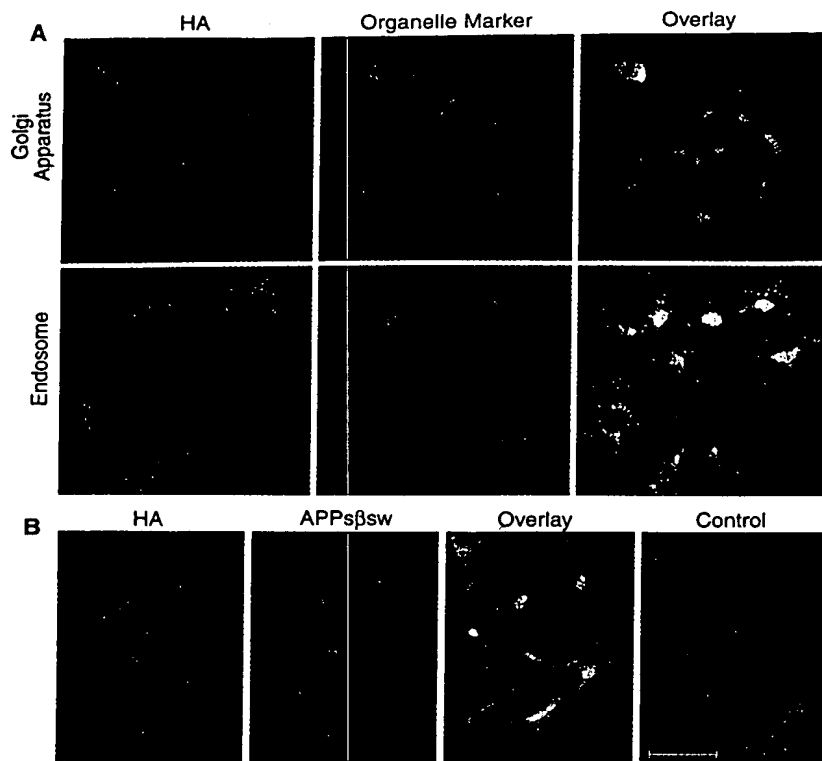 A
HA Organelle Marker Overlay
Golgi Apparatus
Endosome
B
HA APPsβsw Overlay Control